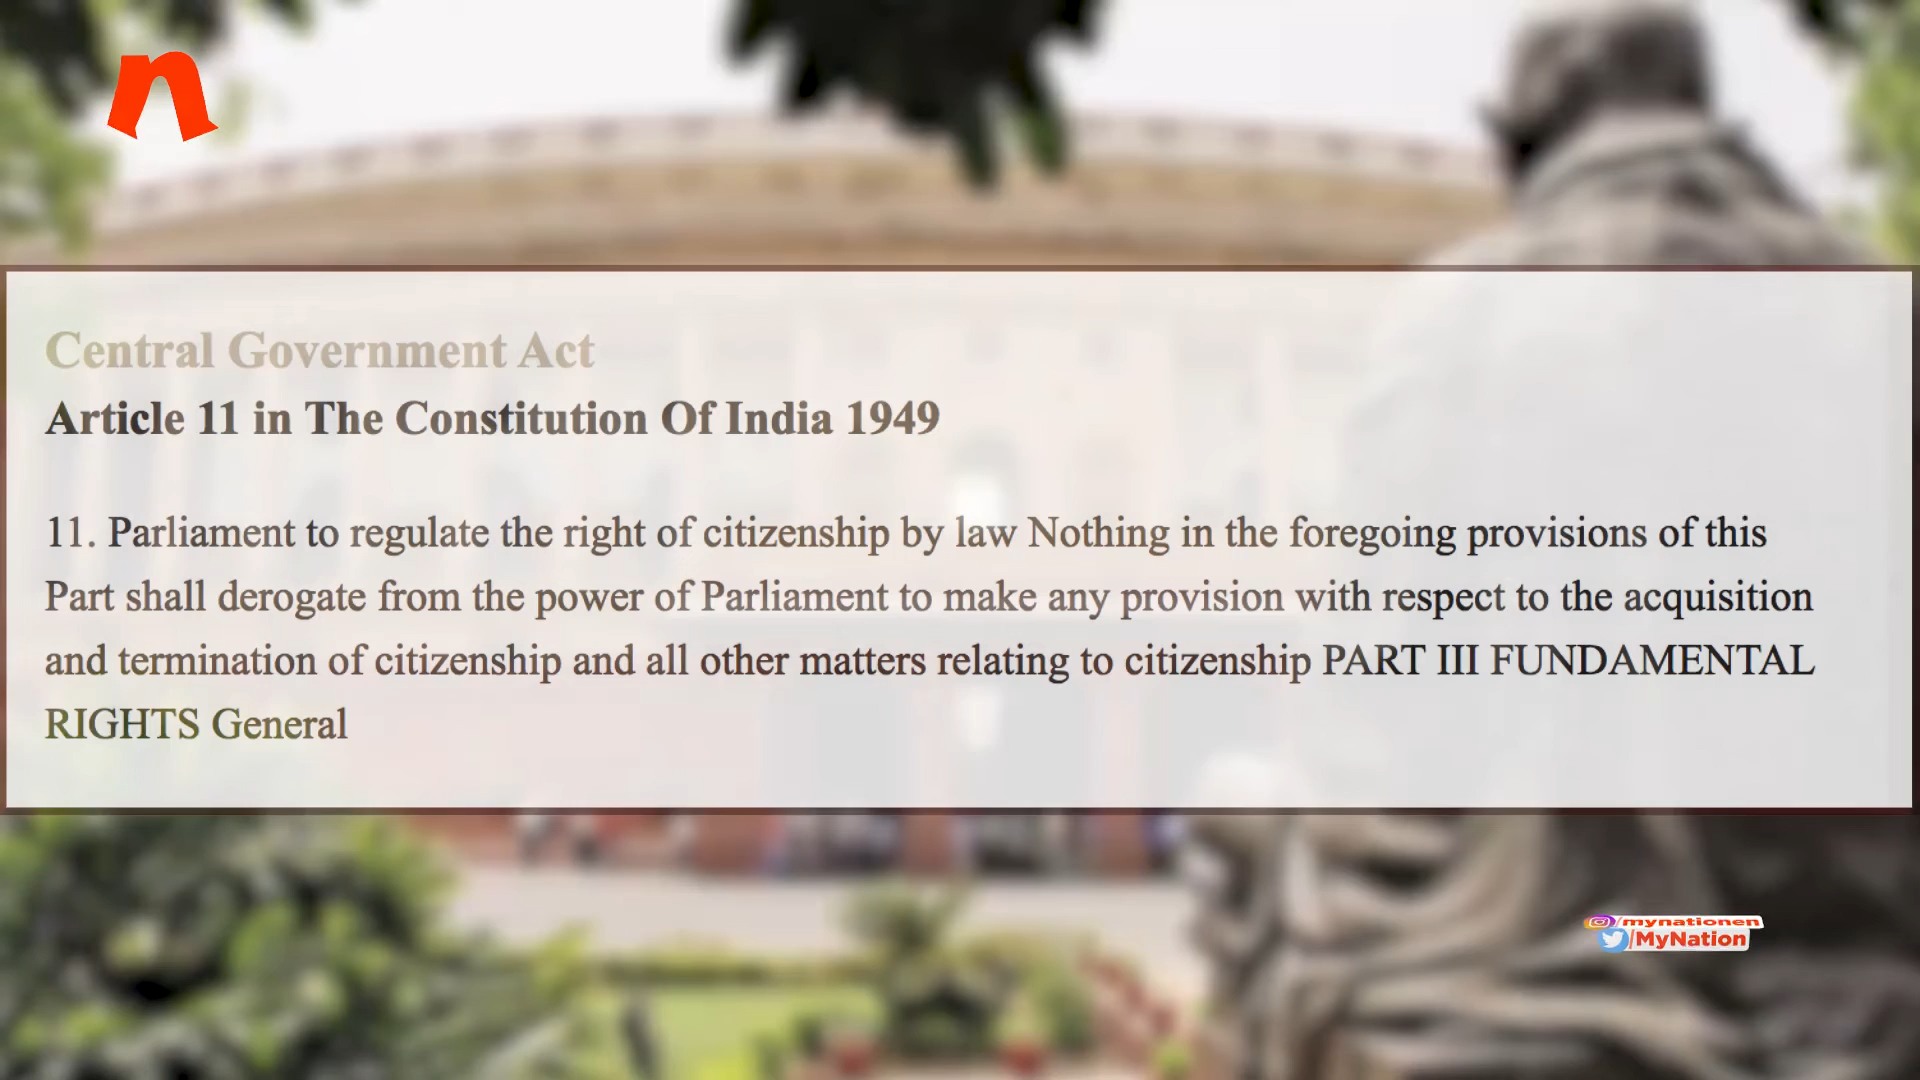 n
Central Government Act
Article 11 in The Constitution Of India 1949
11. Parliament to regulate the right of citizenship by law Nothing in the foregoing provisions of this
Part shall derogate from the power of Parliament to make any provision with respect to the acquisition
and termination of citizenship and all other matters relating to citizenship PART III FUNDAMENTAL
RIGHTS General
/mynationen
/MyNation